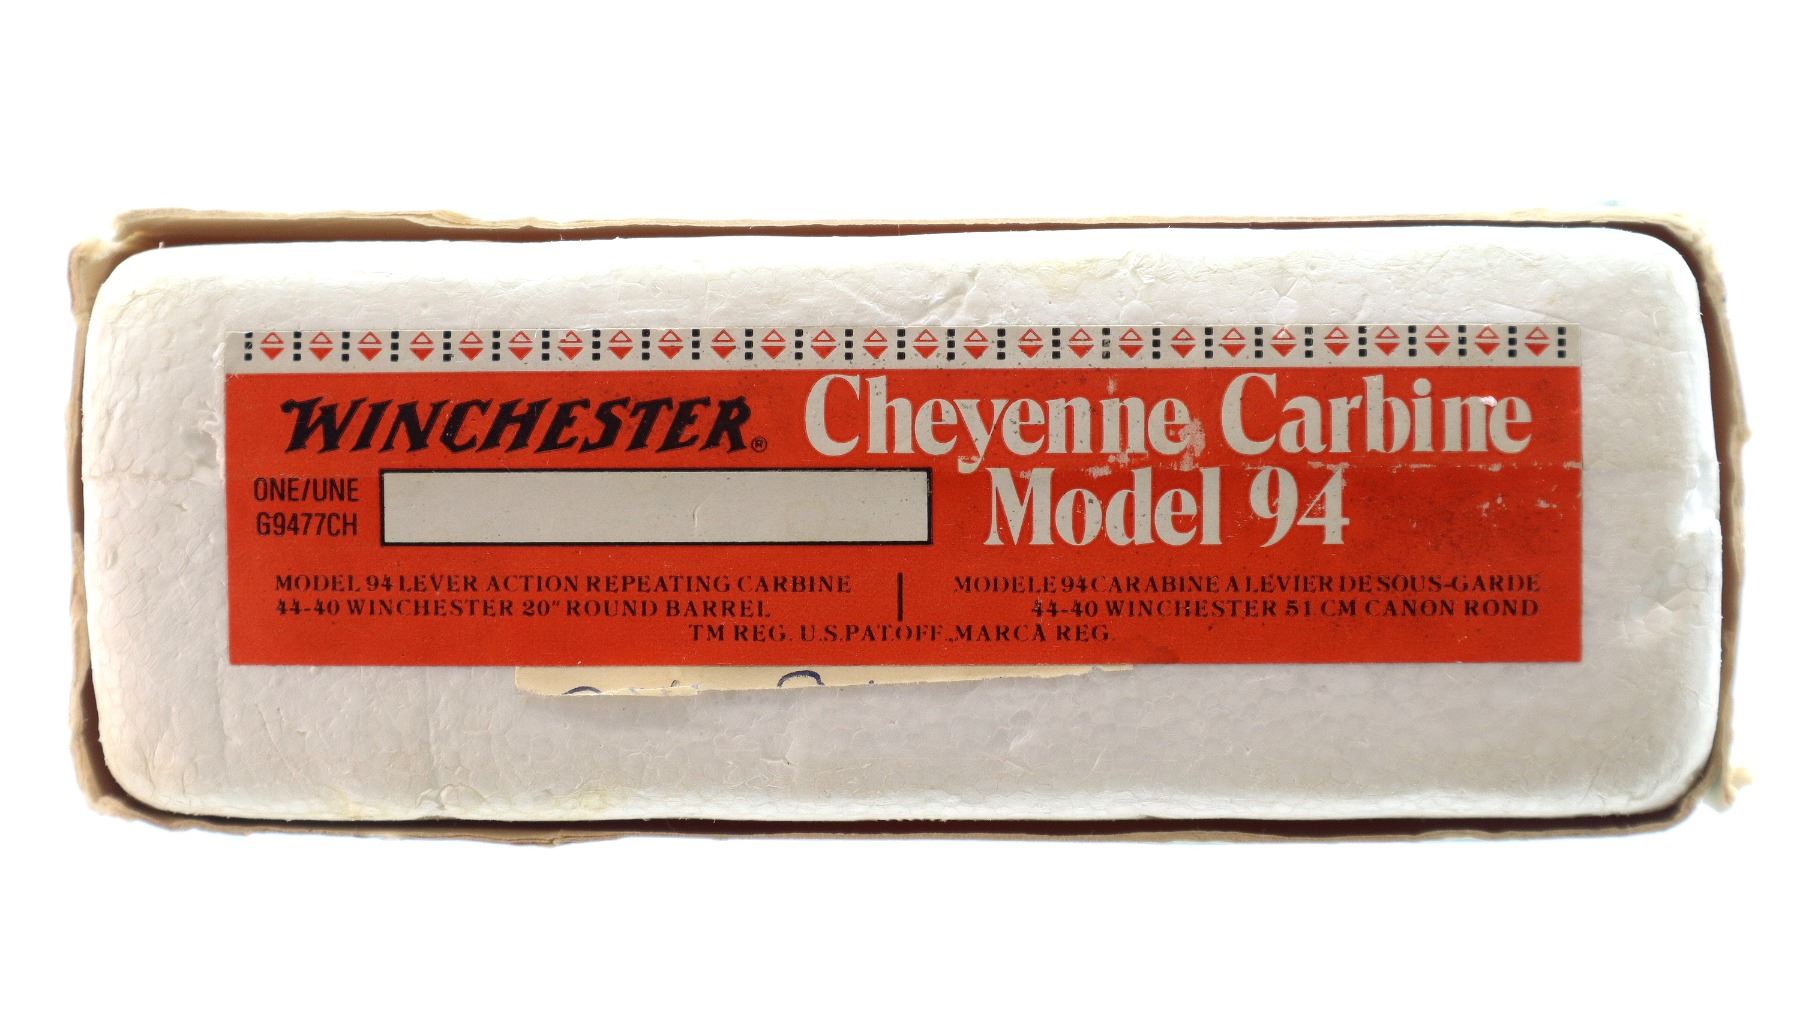 WINCHESTER® Cheyenne Carbine
Model 94
ONE/UNE
G9477CH
MODEL 94 LEVER ACTION REPEATING CARBINE
44-40 WINCHESTER 20" ROUND BARREL
MODELE 94 CARABINE A LEVIER DE SOUS-GARDE
44-40 WINCHESTER 51 CM CANON ROND
TM REG. U.S.PAT.OFF.,MARCA REG.